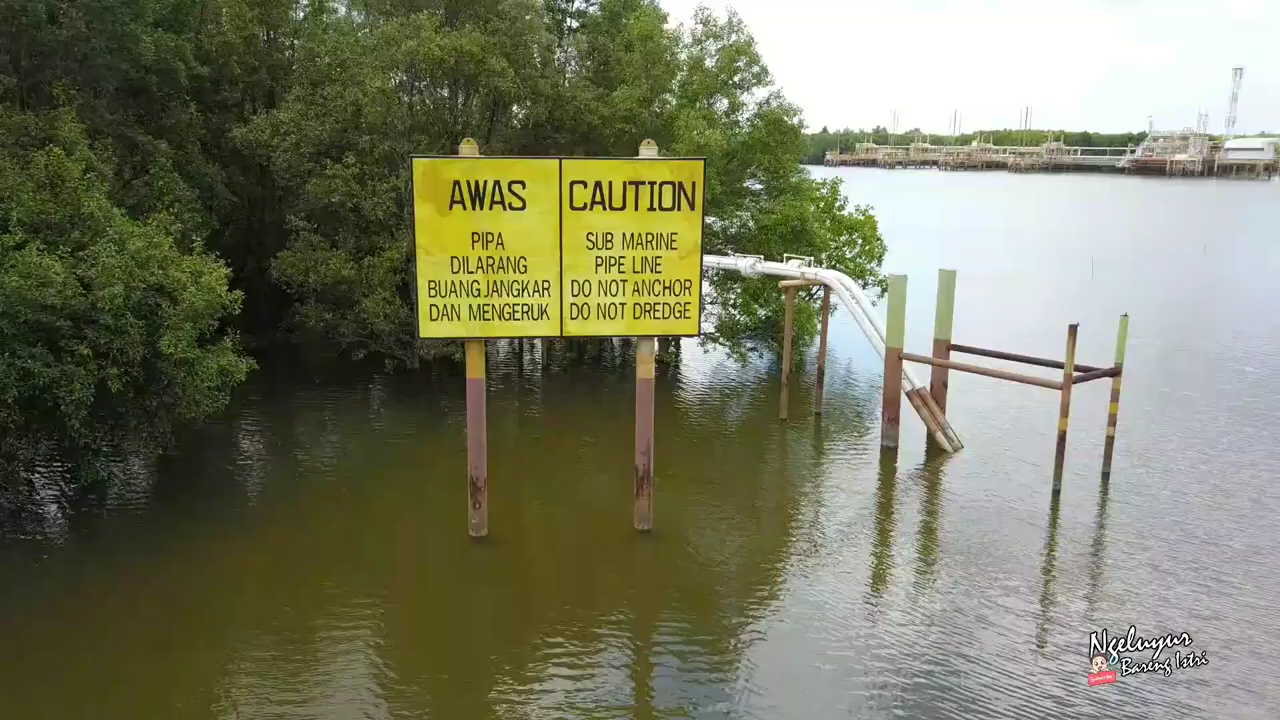 AWAS
PIPA
DILARANG
BUANG JANGKAR
DAN MENGERUK
CAUTION
SUB MARINE
PIPE LINE
DO NOT ANCHOR
DO NOT DREDGE
Ngeluyur
Bareng Istri